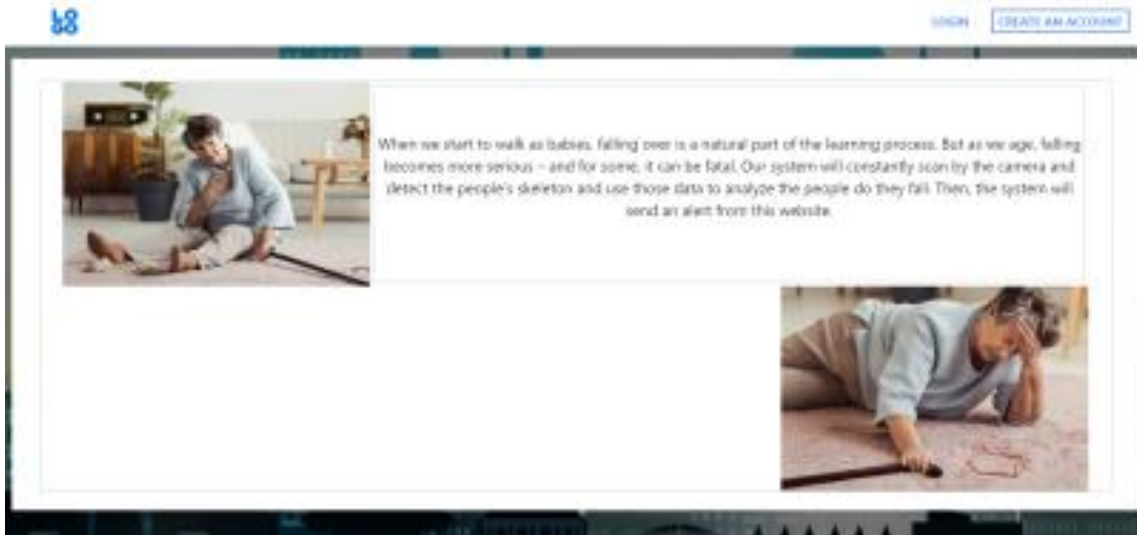 LOGO
LOGIN
CREATE AN ACCOUNT
When we start to walk as babies, falling over is a natural part of the learning process. But as we age, falling
becomes more serious – and for some, it can be fatal. Our system will constantly scan by the camera and
detect the people's skeleton and use those data to analyze the people do they fall. Then, the system will
send an alert from this website.